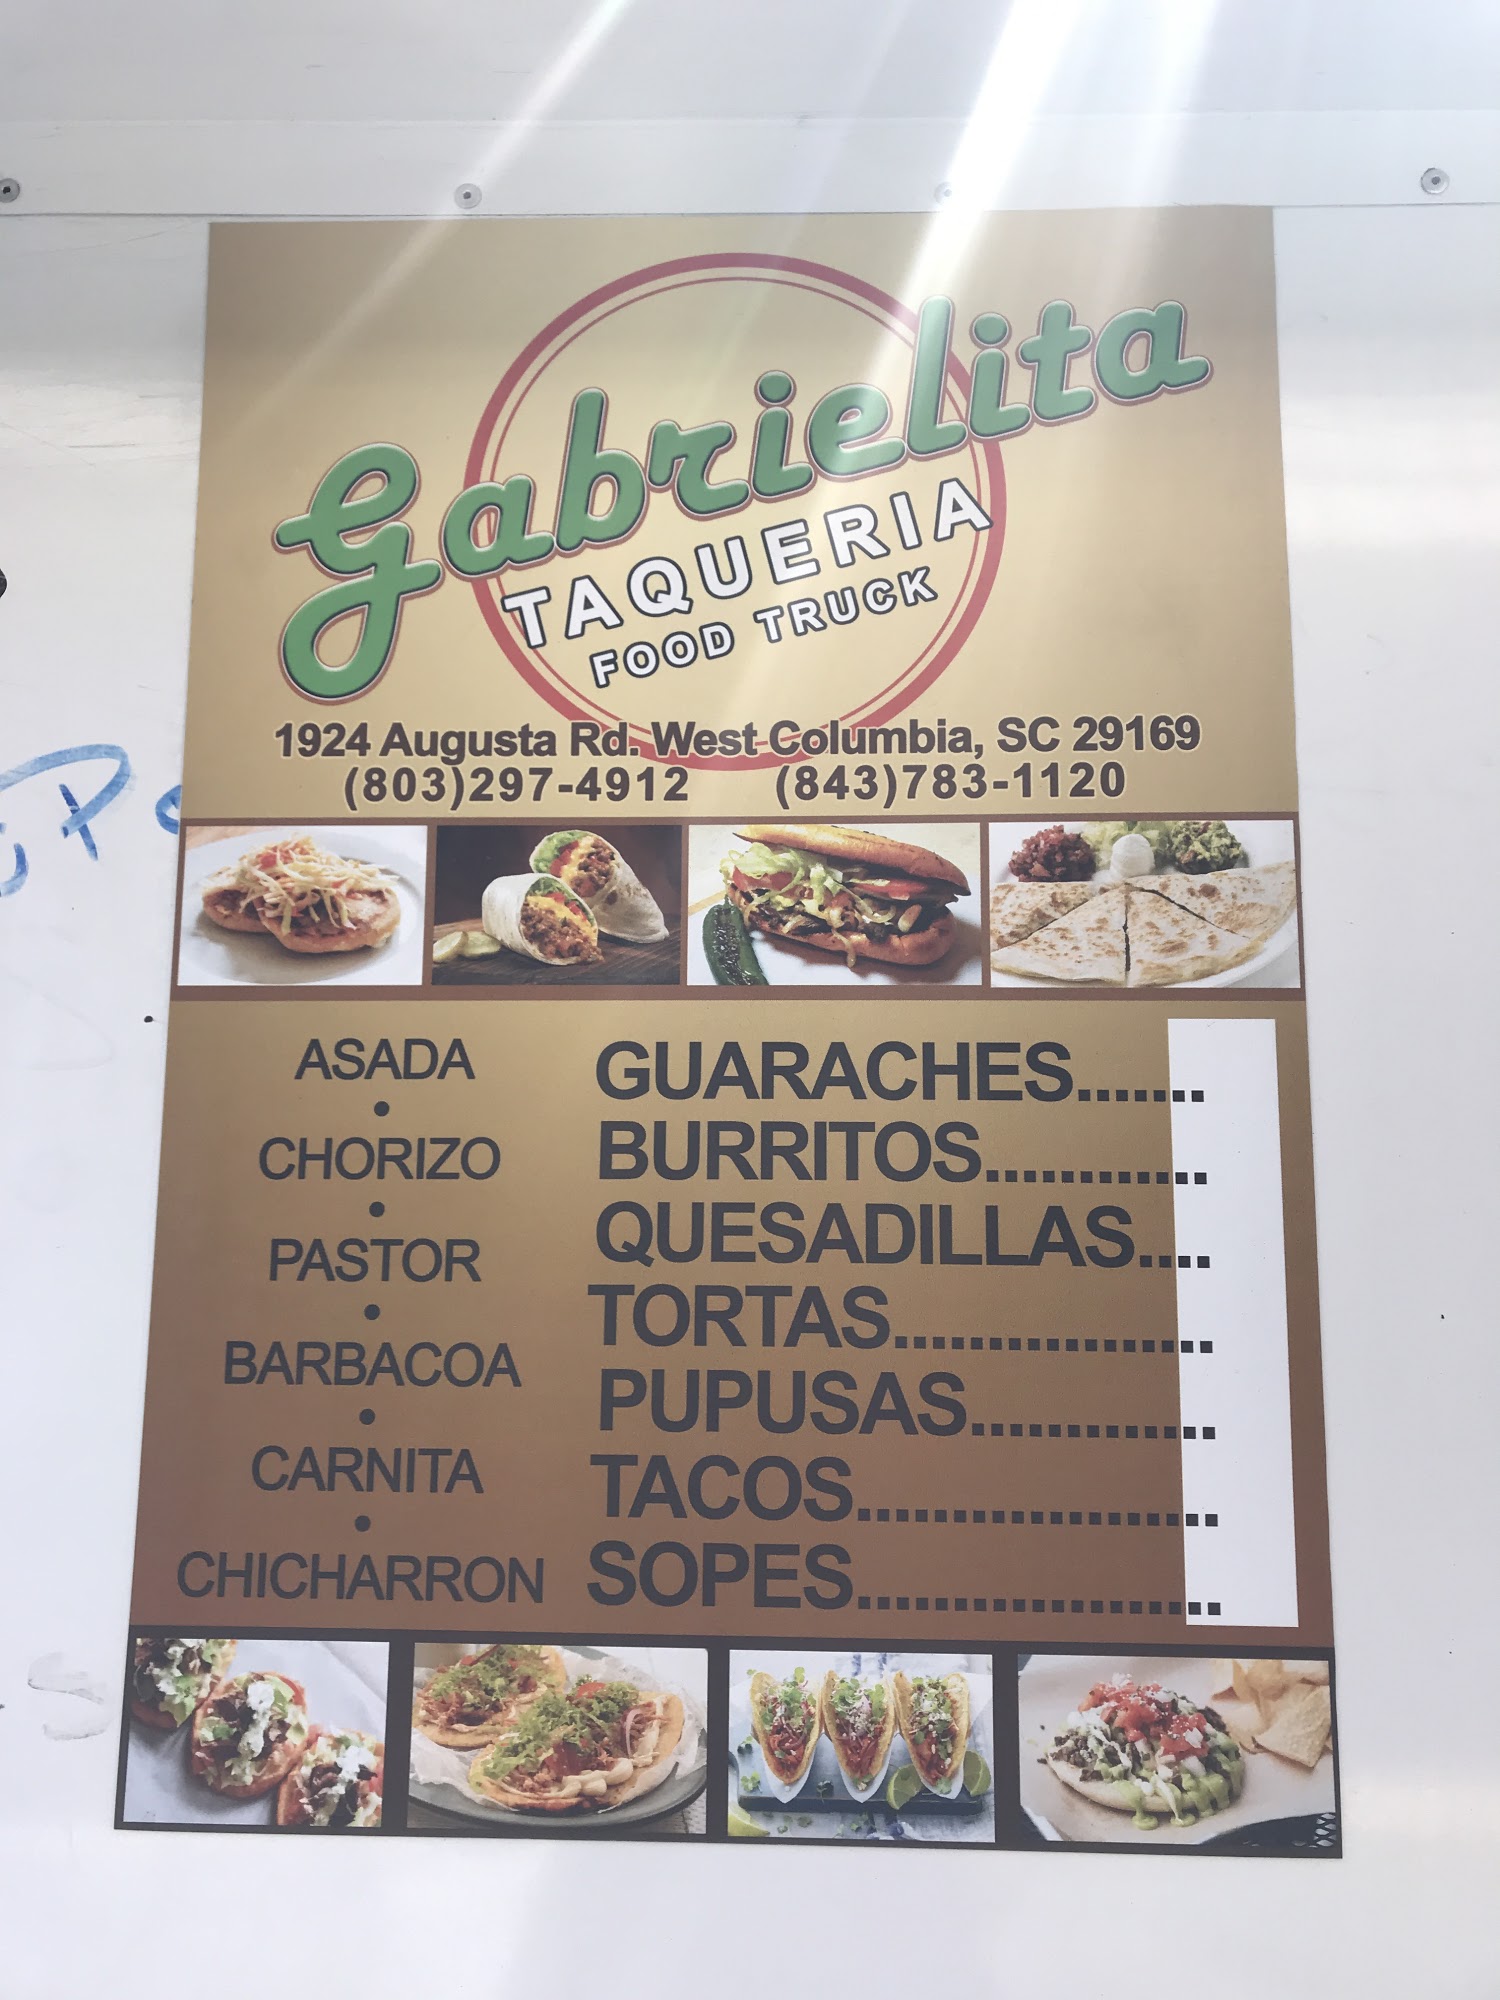 Gabrielita
TAQUERIA
FOOD TRUCK
1924 Augusta Rd. West Columbia, SC 29169
(803)297-4912 (843)783-1120
ASADA
•
CHORIZO
•
PASTOR
•
BARBACOA
•
CARNITA
•
CHICHARRON
GUARACHES.......
BURRITOS............
QUESADILLAS....
TORTAS.................
PUPUSAS.............
TACOS...................
SOPES...................